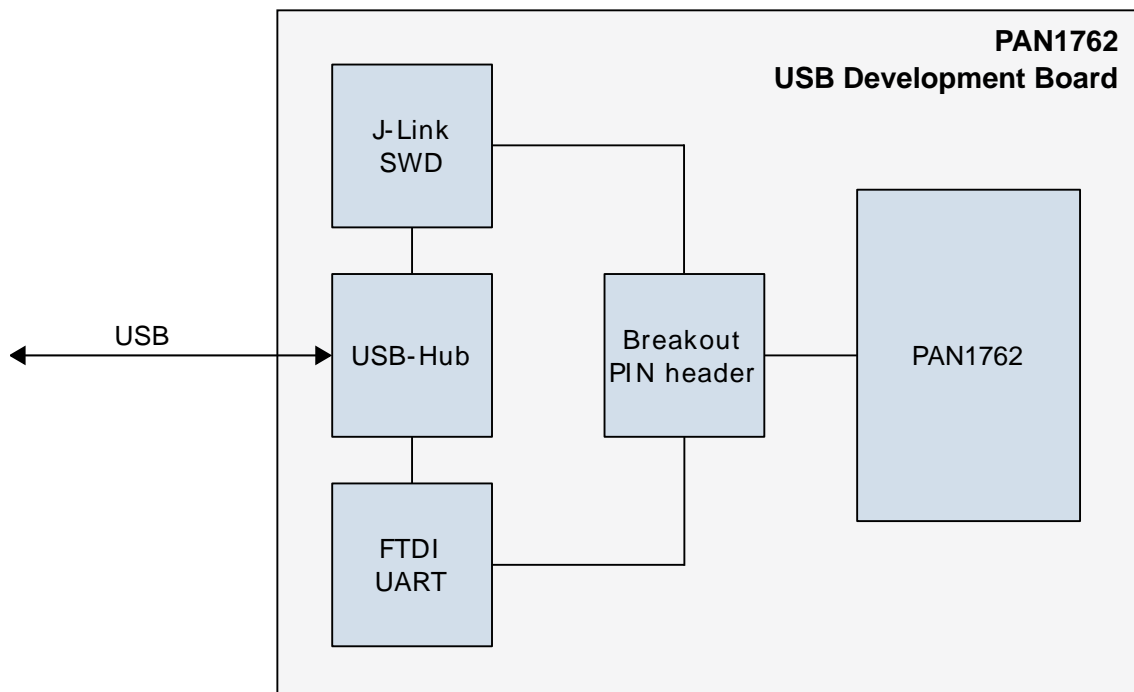 PAN1762
USB Development Board
J-Link
SWD
USB
USB-Hub
Breakout
PIN header
PAN1762
FTDI
UART